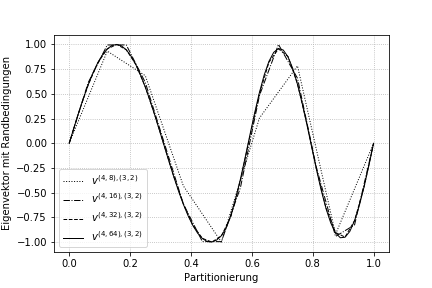 Eigenvektor mit Randbedingungen
1.00
0.75
0.50
0.25
0.00
−0.25
−0.50
−0.75
−1.00
v^(4,8),(3,2)
v^(4,16),(3,2)
v^(4,32),(3,2)
v^(4,64),(3,2)
0.0 0.2 0.4 0.6 0.8 1.0
Partitionierung